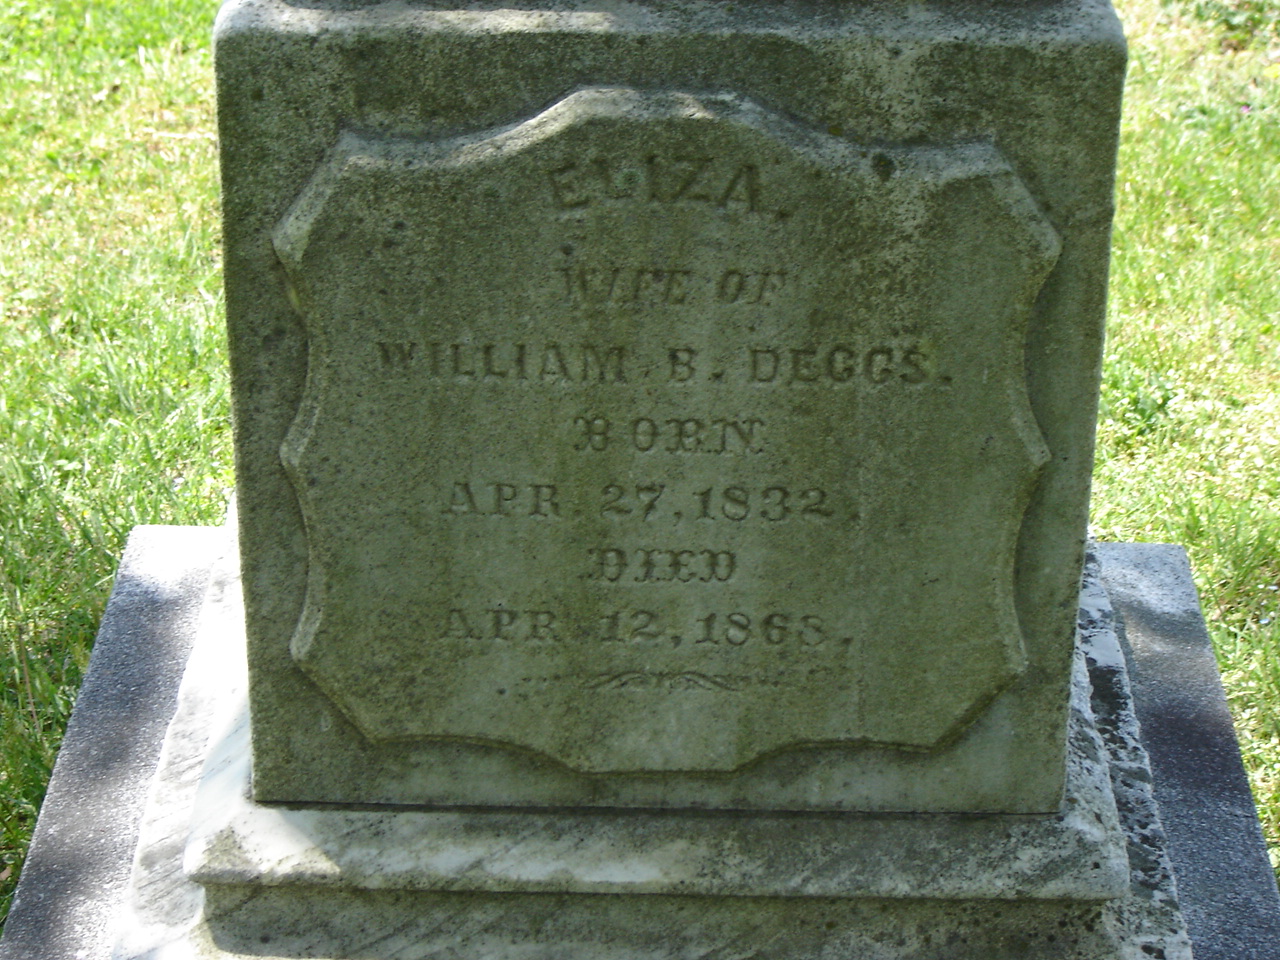 ELIZA.
WIFE OF
WILLIAM B. DEGGS.
BORN
APR 27, 1832
DIED
APR 12, 1868.